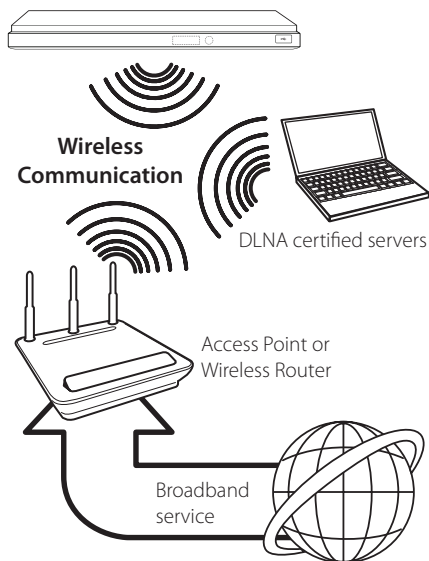 Wireless
Communication
DLNA certified servers
Access Point or
Wireless Router
Broadband
service